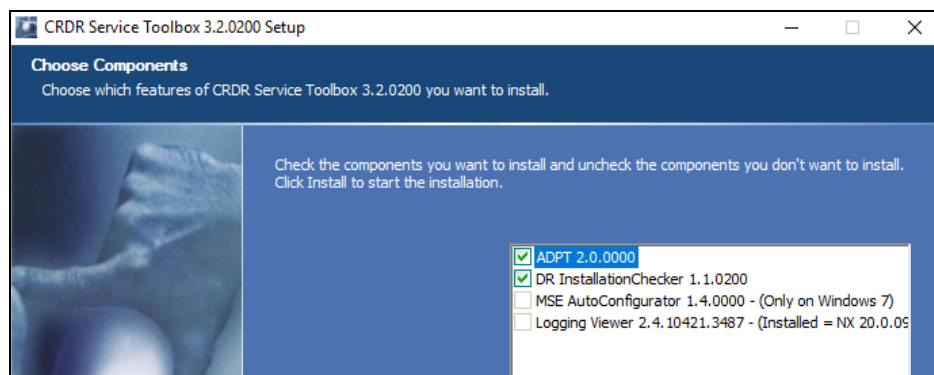 CRDR Service Toolbox 3.2.0200 Setup
Choose Components
Choose which features of CRDR Service Toolbox 3.2.0200 you want to install.
Check the components you want to install and uncheck the components you don't want to install.
Click Install to start the installation.
ADPT 2.0.0000
DR InstallationChecker 1.1.0200
MSE AutoConfigurator 1.4.0000 - (Only on Windows 7)
Logging Viewer 2.4.10421.3487 - (Installed = NX 20.0.09